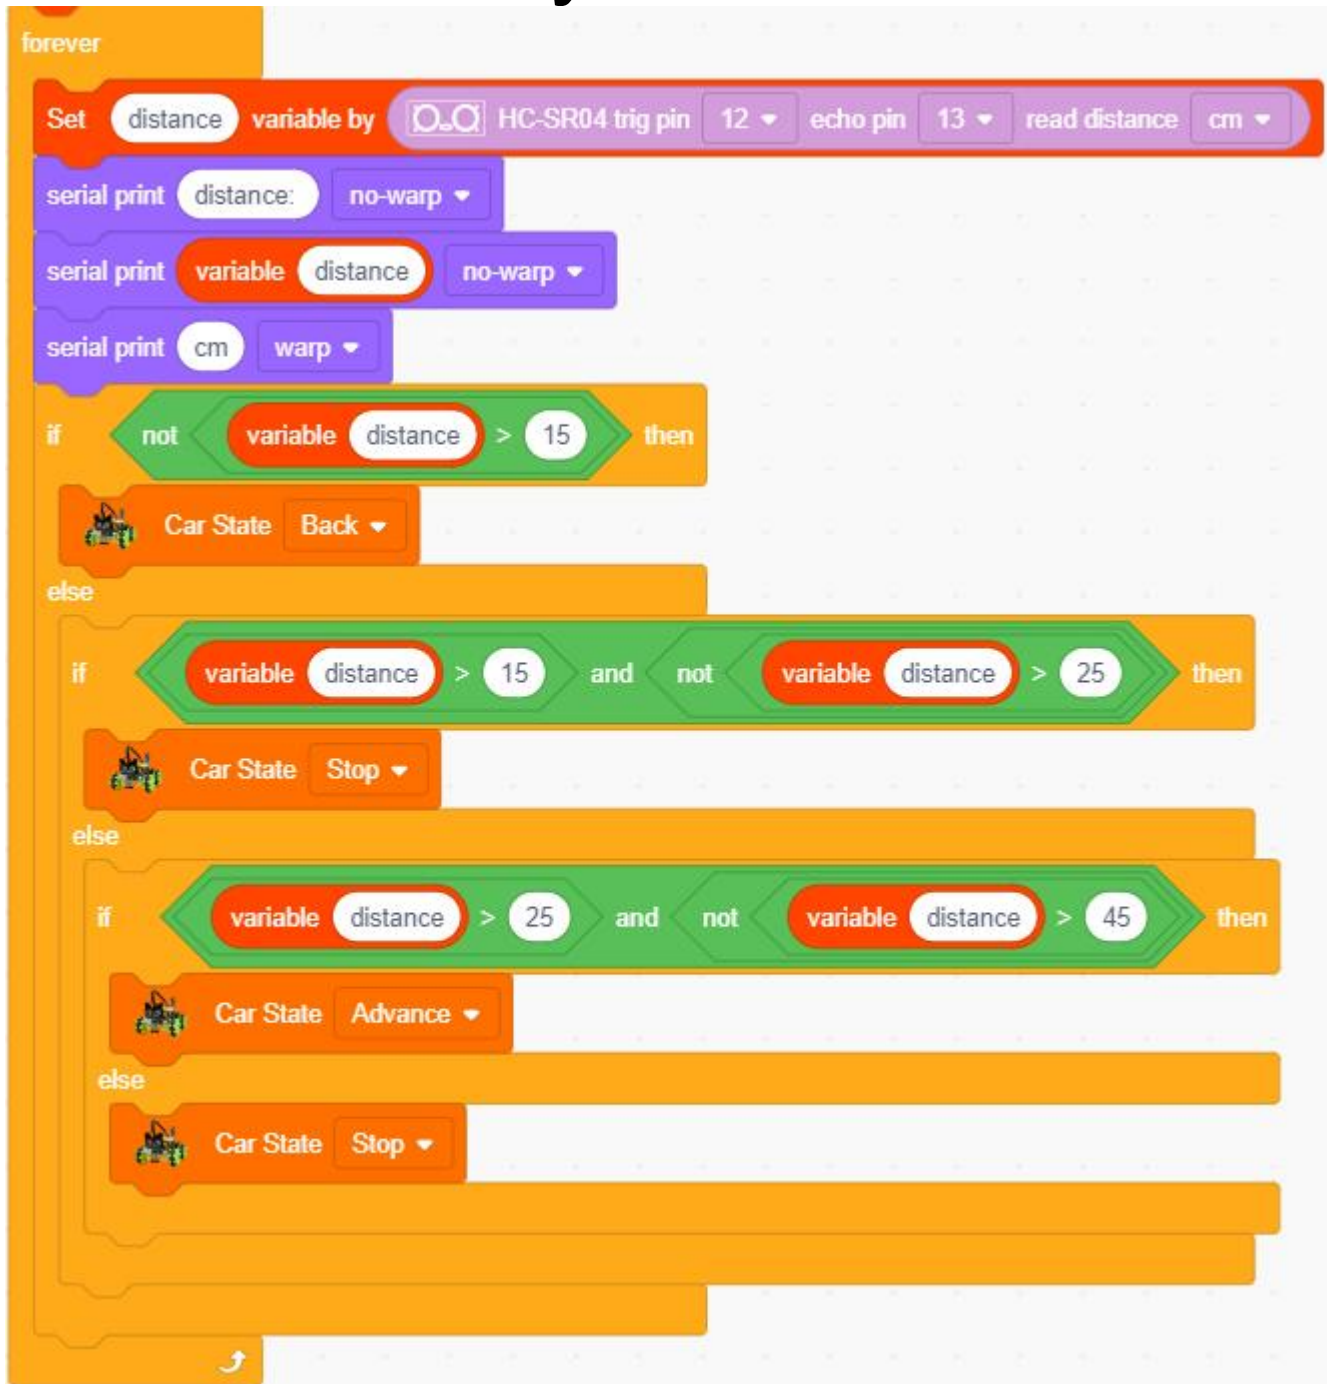 forever
Set distance variable by HC-SR04 trig pin 12 echo pin 13 read distance cm
serial print distance: no-warp
serial print variable distance no-warp
serial print cm warp
if not variable distance > 15 then
Car State Back
else
if variable distance > 15 and not variable distance > 25 then
Car State Stop
else
if variable distance > 25 and not variable distance > 45 then
Car State Advance
else
Car State Stop